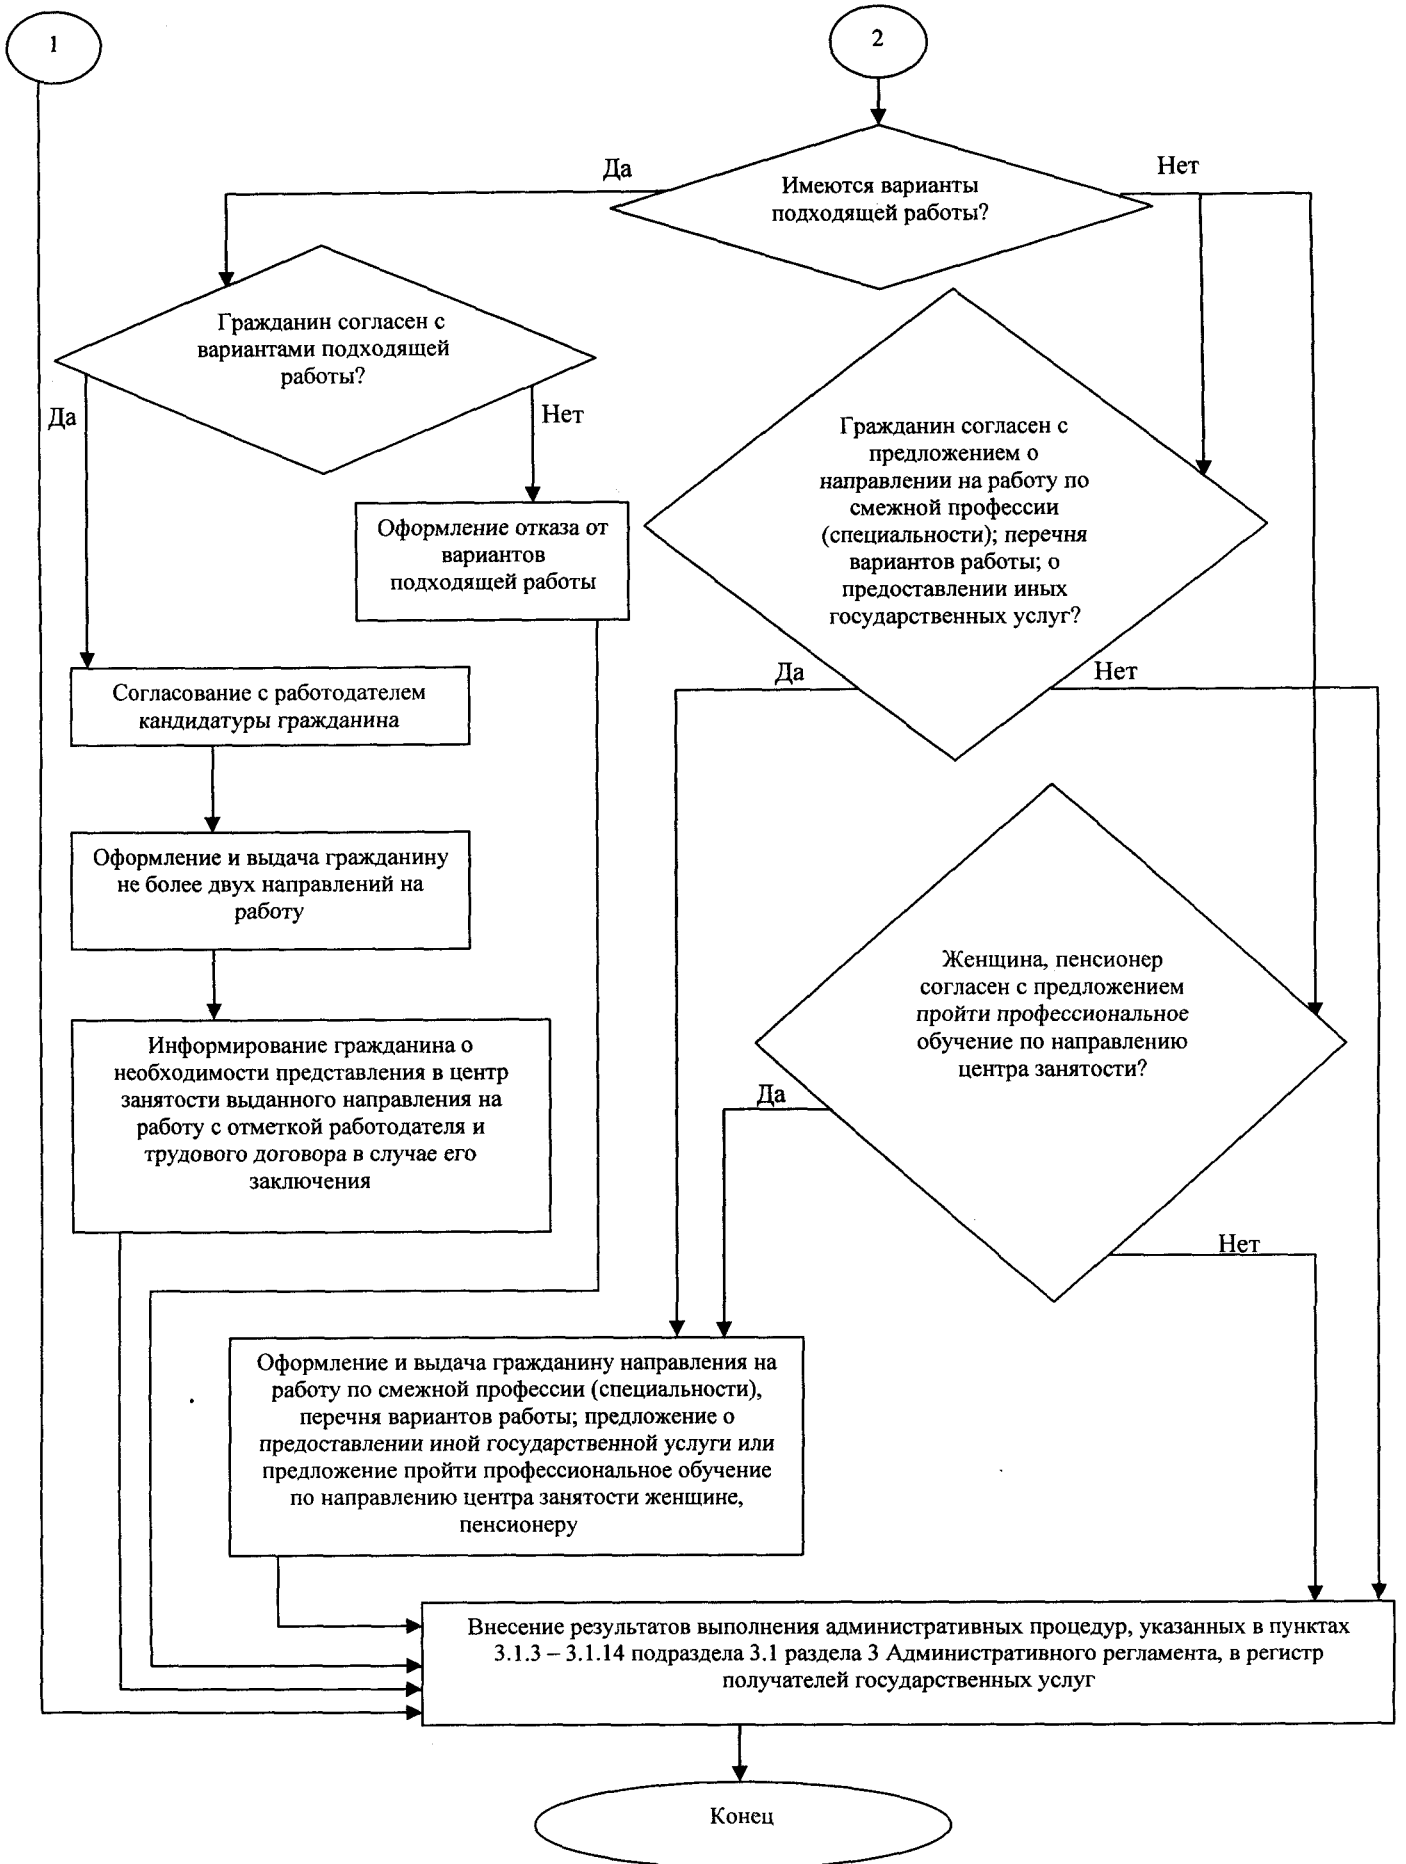 1
2
Да
Нет
Имеются варианты
подходящей работы?
Гражданин согласен с
вариантами подходящей
работы?
Да
Нет
Гражданин согласен с
предложением о
направлении на работу по
смежной профессии
(специальности); перечня
вариантов работы; о
предоставлении иных
государственных услуг?
Оформление отказа от
вариантов
подходящей работы
Да
Нет
Согласование с работодателем
кандидатуры гражданина
Оформление и выдача гражданину
не более двух направлений на
работу
Женщина, пенсионер
согласен с предложением
пройти профессиональное
обучение по направлению
центра занятости?
Информирование гражданина о
необходимости представления в центр
занятости выданного направления на
работу с отметкой работодателя и
трудового договора в случае его
заключения
Да
Нет
Оформление и выдача гражданину направления на
работу по смежной профессии (специальности),
перечня вариантов работы; предложение о
предоставлении иной государственной услуги или
предложение пройти профессиональное обучение
по направлению центра занятости женщине,
пенсионеру
Внесение результатов выполнения административных процедур, указанных в пунктах
3.1.3 – 3.1.14 подраздела 3.1 раздела 3 Административного регламента, в регистр
получателей государственных услуг
Конец